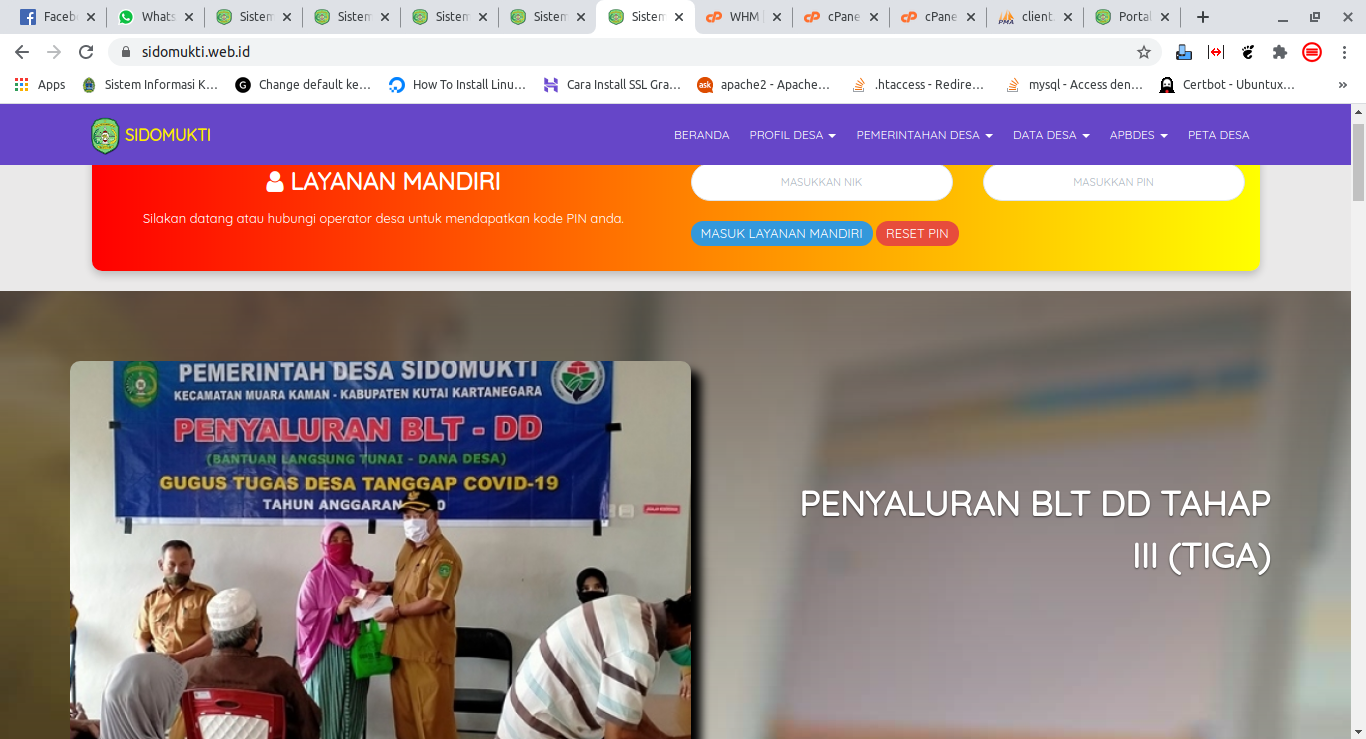 Faceb
Whats
Sistem
Sistem
Sistem
Sistem
Sistem
WHM
cPane
cPane
client.
Portal
sidomukti.web.id
Apps
Sistem Informasi K...
Change default ke...
How To Install Linu...
Cara Install SSL Gra...
apache2 - Apache...
.htaccess - Redire...
mysql - Access den...
Certbot - Ubuntux...
SIDOMUKTI
BERANDA
PROFIL DESA
PEMERINTAHAN DESA
DATA DESA
APBDES
PETA DESA
LAYANAN MANDIRI
Silakan datang atau hubungi operator desa untuk mendapatkan kode PIN anda.
MASUKKAN NIK
MASUKKAN PIN
MASUK LAYANAN MANDIRI
RESET PIN
PEMERINTAH DESA SIDOMUKTI
KECAMATAN MUARA KAMAN - KABUPATEN KUTAI KARTANEGARA
PENYALURAN BLT - DD
(BANTUAN LANGSUNG TUNAI - DANA DESA)
GUGUS TUGAS DESA TANGGAP COVID-19
TAHUN ANGGARAN 0
PENYALURAN BLT DD TAHAP
III (TIGA)